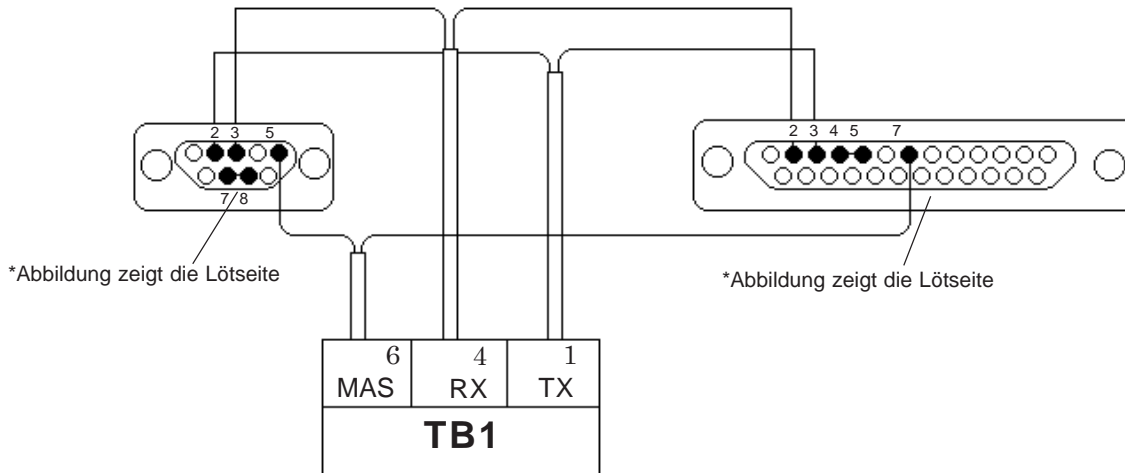 2 3 5
2 3 4 5 7
7 8
*Abbildung zeigt die Lötseite
*Abbildung zeigt die Lötseite
6 4 1
MAS RX TX
TB1